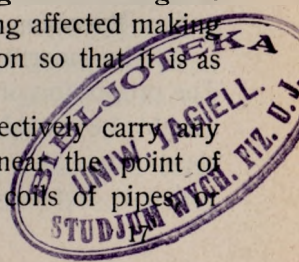 ng affected making
on so that it is as
ectively carry any
near the point of
coils of pipes, or
17
BIBLJOTEKA
UNIW. JAGIELL.
STUDJUM WYCH. FIZ. U. J.